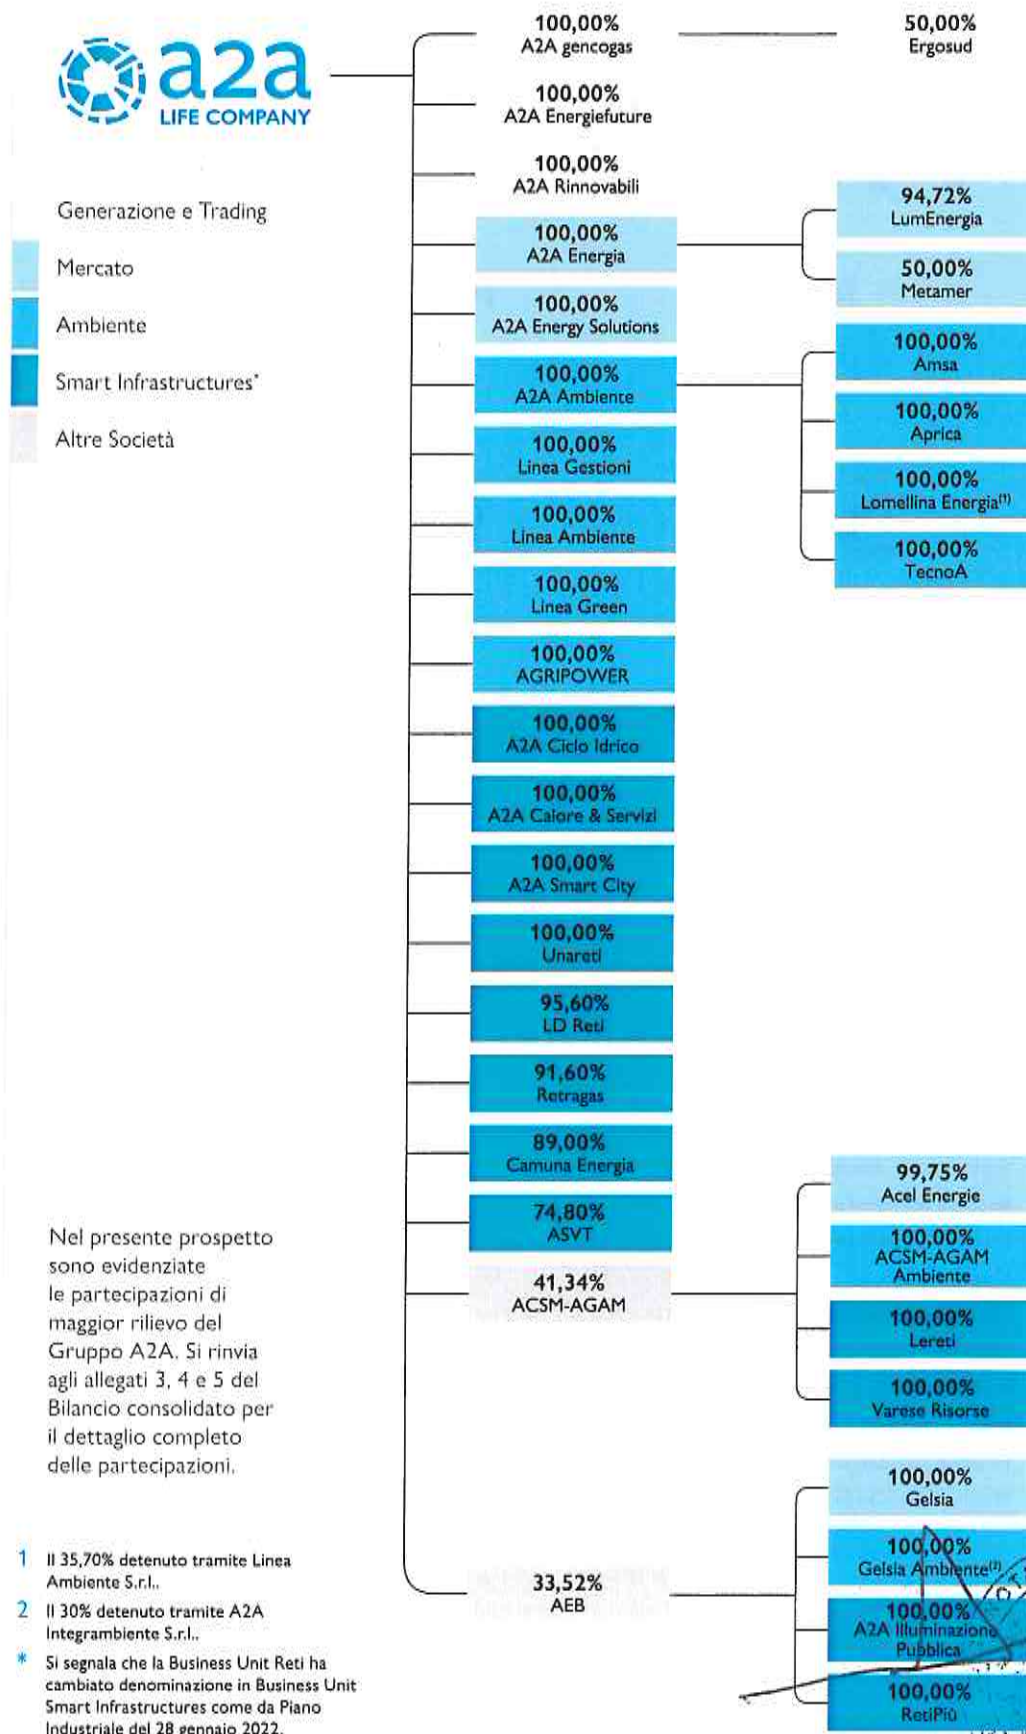 a2a
LIFE COMPANY
Generazione e Trading
Mercato
Ambiente
Smart Infrastructures*
Altre Società
100,00%
A2A gencogas
50,00%
Ergosud
100,00%
A2A Energiefuture
100,00%
A2A Rinnovabili
100,00%
A2A Energia
94,72%
LumEnergia
50,00%
Metamer
100,00%
A2A Energy Solutions
100,00%
A2A Ambiente
100,00%
Amsa
100,00%
Aprica
100,00%
Lomellina Energia(1)
100,00%
TecnoA
100,00%
Linea Gestioni
100,00%
Linea Ambiente
100,00%
Linea Green
100,00%
AGRIPOWER
100,00%
A2A Ciclo Idrico
100,00%
A2A Calore & Servizi
100,00%
A2A Smart City
100,00%
Unareti
95,60%
LD Reti
91,60%
Retragas
89,00%
Camuna Energia
74,80%
ASVT
41,34%
ACSM-AGAM
99,75%
Acel Energie
100,00%
ACSM-AGAM
Ambiente
100,00%
Lereti
100,00%
Varese Risorse
33,52%
AEB
100,00%
Gelsia
100,00%
Gelsia Ambiente(2)
100,00%
A2A Illuminazione
Pubblica
100,00%
RetiPiù
Nel presente prospetto
sono evidenziate
le partecipazioni di
maggior rilievo del
Gruppo A2A. Si rinvia
agli allegati 3, 4 e 5 del
Bilancio consolidato per
il dettaglio completo
delle partecipazioni.
1 Il 35,70% detenuto tramite Linea
Ambiente S.r.l..
2 Il 30% detenuto tramite A2A
Integrambiente S.r.l..
* Si segnala che la Business Unit Reti ha
cambiato denominazione in Business Unit
Smart Infrastructures come da Piano
Industriale del 28 gennaio 2022.